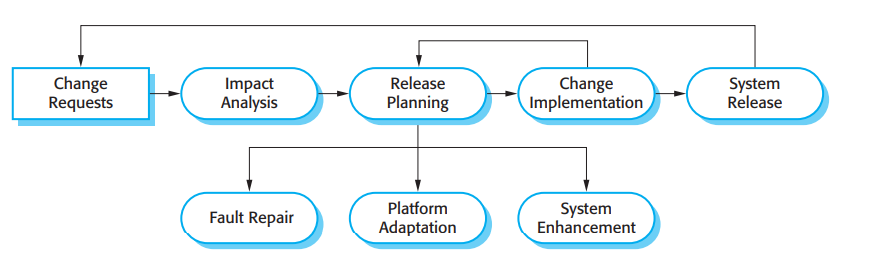 Change
Requests
Impact
Analysis
Release
Planning
Change
Implementation
System
Release
Fault Repair
Platform
Adaptation
System
Enhancement